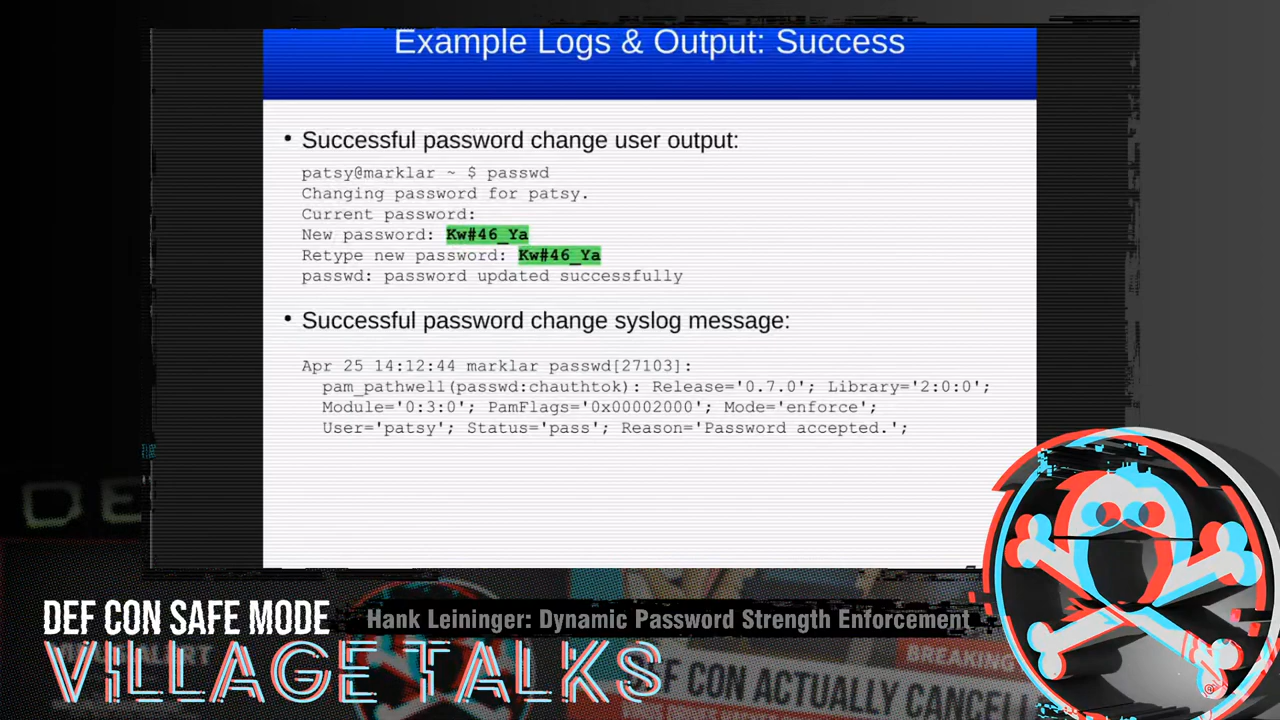 Example Logs & Output: Success
• Successful password change user output:
patsy@marklar ~ $ passwd
Changing password for patsy.
Current password:
New password: Kw#46_Ya
Retype new password: Kw#46_Ya
passwd: password updated successfully
• Successful password change syslog message:
Apr 25 14:12:44 marklar passwd[27103]:
pam_pathwell(passwd:chauthtok): Release='0.7.0'; Library='2:0:0';
Module='0:3:0'; PamFlags='0x00002000'; Mode='enforce';
User='patsy'; Status='pass'; Reason='Password accepted.';
DEF CON SAFE MODE
Hank Leininger: Dynamic Password Strength Enforcement
VILLAGE TALKS
BREAKING
DEF CON ACTUALLY CANCELL